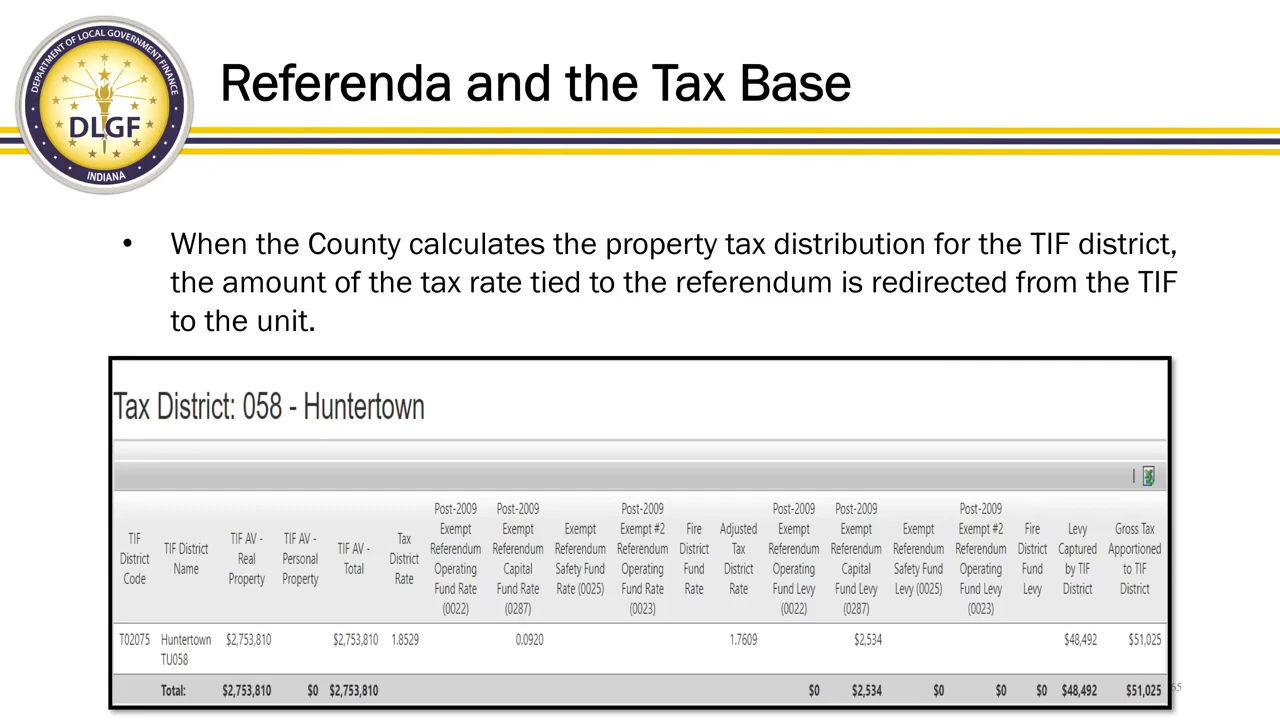 DEPARTMENT OF LOCAL GOVERNMENT FINANCE
DLGF
INDIANA
Referenda and the Tax Base
• When the County calculates the property tax distribution for the TIF district,
the amount of the tax rate tied to the referendum is redirected from the TIF
to the unit.
Tax District: 058 - Huntertown
TIF District Code | TIF District Name | TIF AV - Real Property | TIF AV - Personal Property | TIF AV - Total | Tax District Rate | Post-2009 Exempt Referendum Operating Fund Rate (0022) | Post-2009 Exempt Referendum Capital Fund Rate (0287) | Exempt Referendum Safety Fund Rate (0025) | Post-2009 Exempt #2 Referendum Operating Fund Rate (0023) | Fire District Fund Rate | Adjusted Tax District Rate | Post-2009 Exempt Referendum Operating Fund Levy (0022) | Post-2009 Exempt Referendum Capital Fund Levy (0287) | Exempt Referendum Safety Fund Levy (0025) | Post-2009 Exempt #2 Referendum Operating Fund Levy (0023) | Fire District Fund Levy | Levy Captured by TIF District | Gross Tax Apportioned to TIF District
T02075 Huntertown TU058 $2,753,810 $2,753,810 1.8529 0.0920 1.7609 $2,534 $48,492 $51,025
Total: $2,753,810 $0 $2,753,810 $0 $2,534 $0 $0 $0 $48,492 $51,025
65